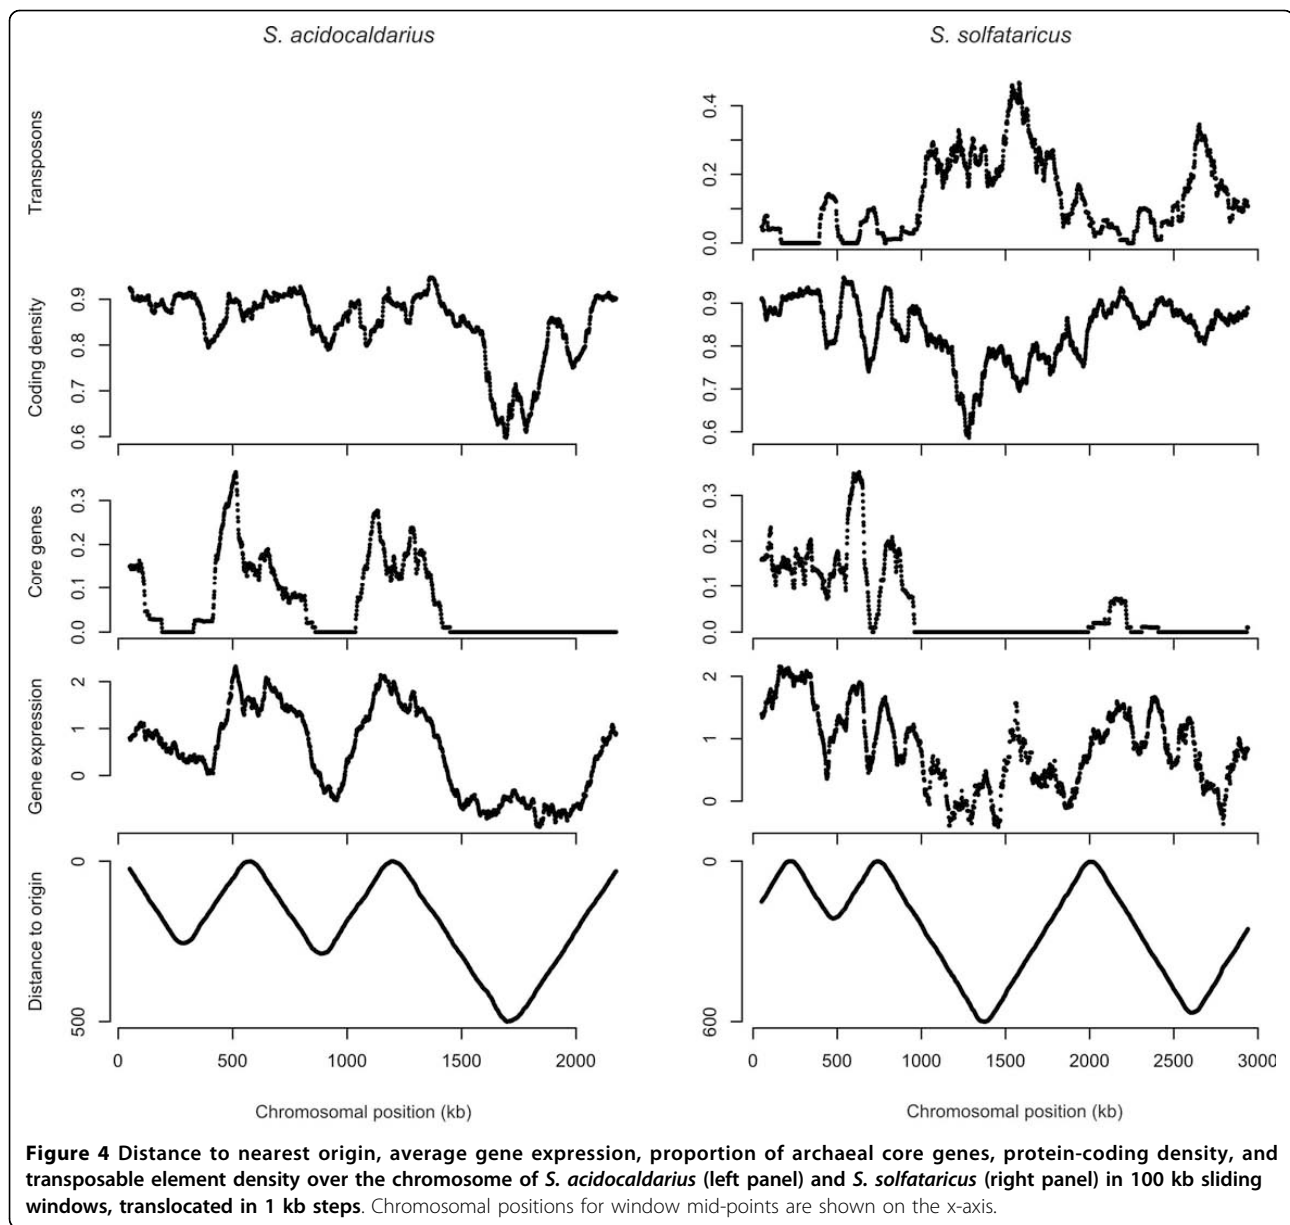 S. acidocaldarius
S. solfataricus
Transposons
0.0 0.2 0.4
Coding density
0.6 0.7 0.8 0.9
0.6 0.7 0.8 0.9
Core genes
0.0 0.1 0.2 0.3
0.0 0.1 0.2 0.3
Gene expression
0 1 2
0 1 2
Distance to origin
500 0
600 0
0 500 1000 1500 2000
0 500 1000 1500 2000 2500 3000
Chromosomal position (kb)
Chromosomal position (kb)
Figure 4 Distance to nearest origin, average gene expression, proportion of archaeal core genes, protein-coding density, and
transposable element density over the chromosome of S. acidocaldarius (left panel) and S. solfataricus (right panel) in 100 kb sliding
windows, translocated in 1 kb steps. Chromosomal positions for window mid-points are shown on the x-axis.